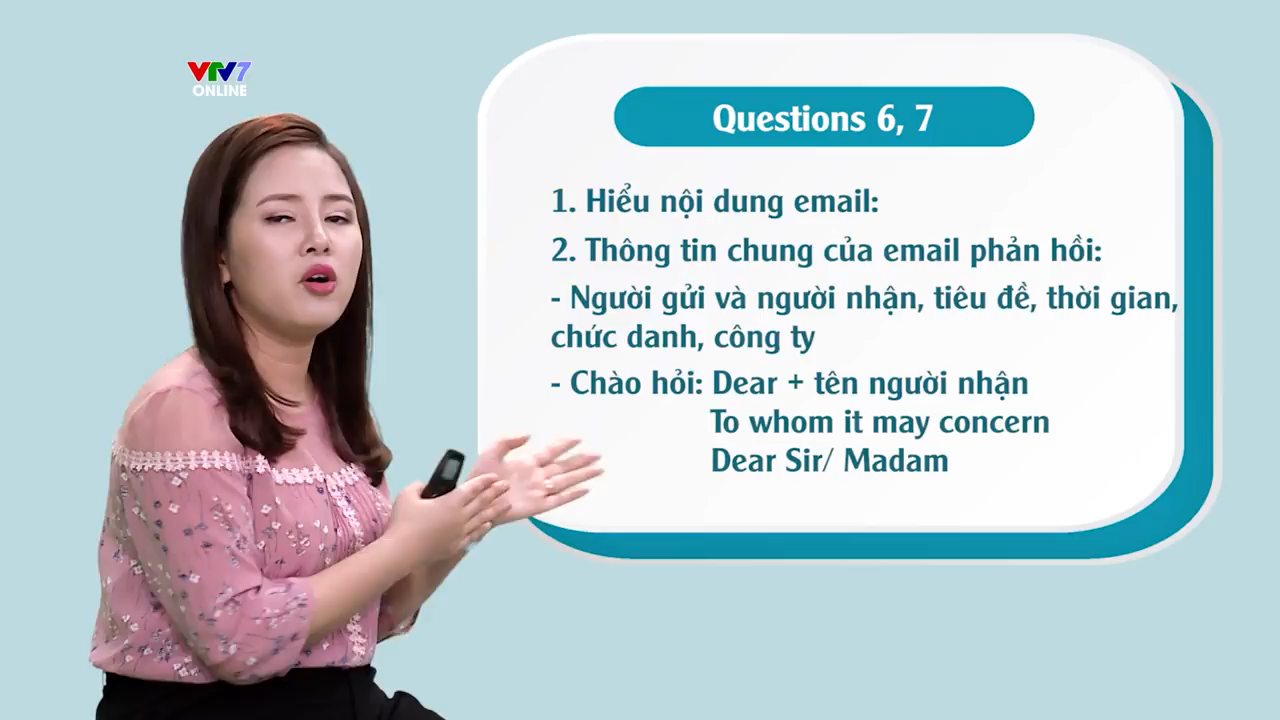 VTV7
ONLINE
Questions 6, 7
1. Hiểu nội dung email:
2. Thông tin chung của email phản hồi:
- Người gửi và người nhận, tiêu đề, thời gian,
chức danh, công ty
- Chào hỏi: Dear + tên người nhận
To whom it may concern
Dear Sir/ Madam